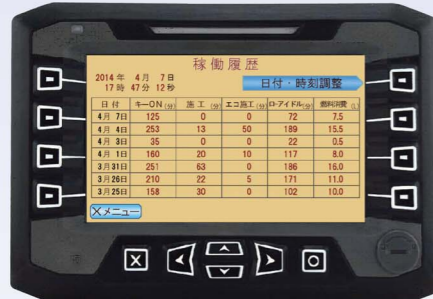 稼働履歴
2014年 4月 7日
17時 47分 12秒
日付・時刻調整
日 付 キーON (分) 施 工 (分) エコ施工 (分) ローアイドル(分) 燃料消費 (L)
4月 7日 125 0 0 72 7.5
4月 4日 253 13 50 189 15.5
4月 3日 35 0 0 22 0.5
4月 1日 160 20 10 117 8.0
3月31日 251 63 0 186 16.0
3月26日 210 22 5 171 11.0
3月25日 158 30 0 102 10.0
Xメニュー